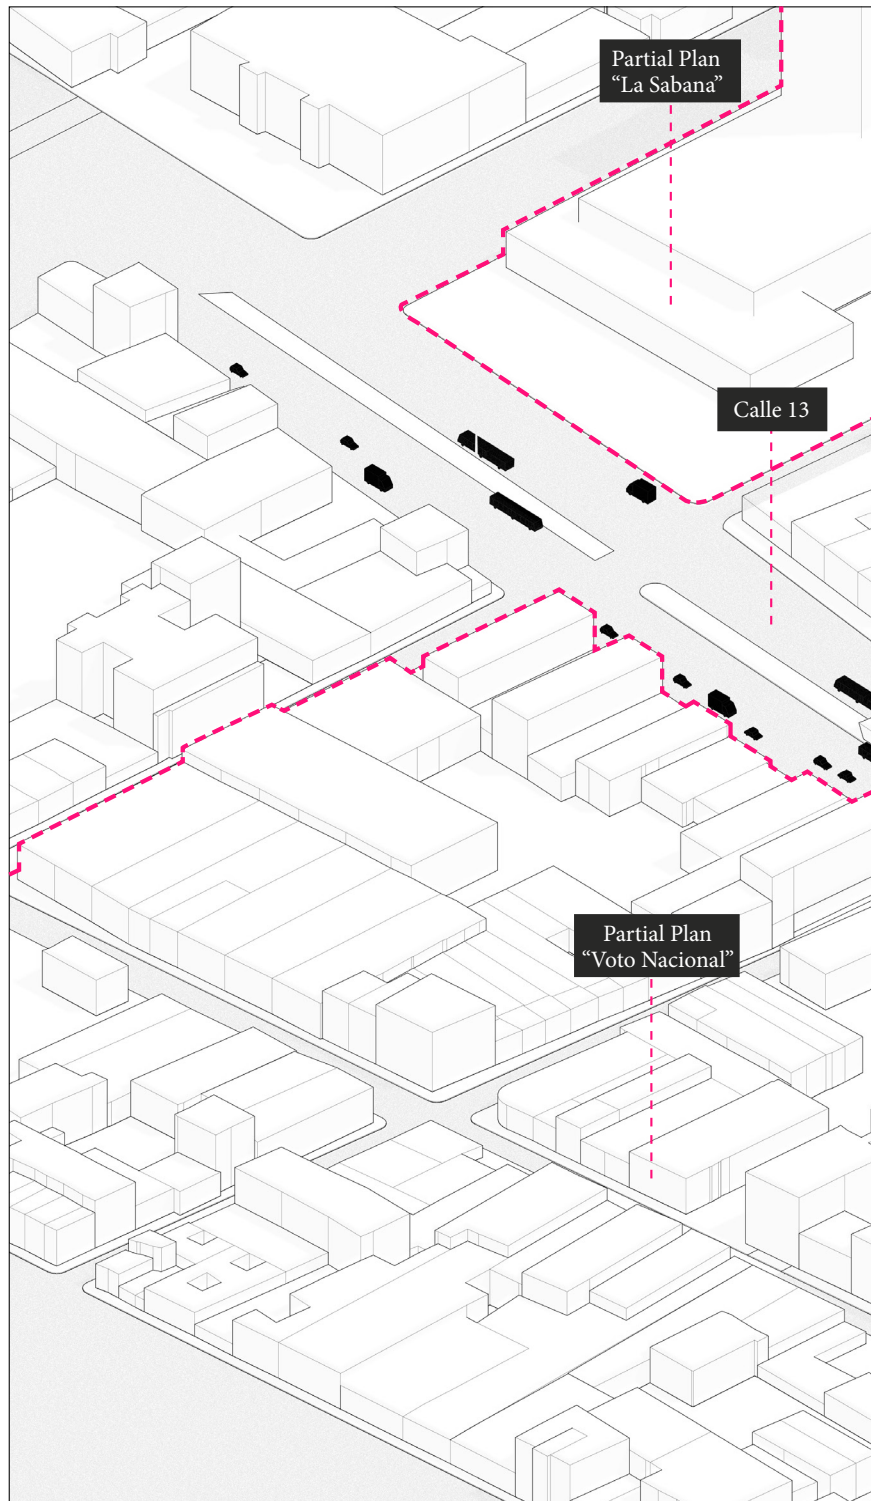 Partial Plan
“La Sabana”
Calle 13
Partial Plan
“Voto Nacional”